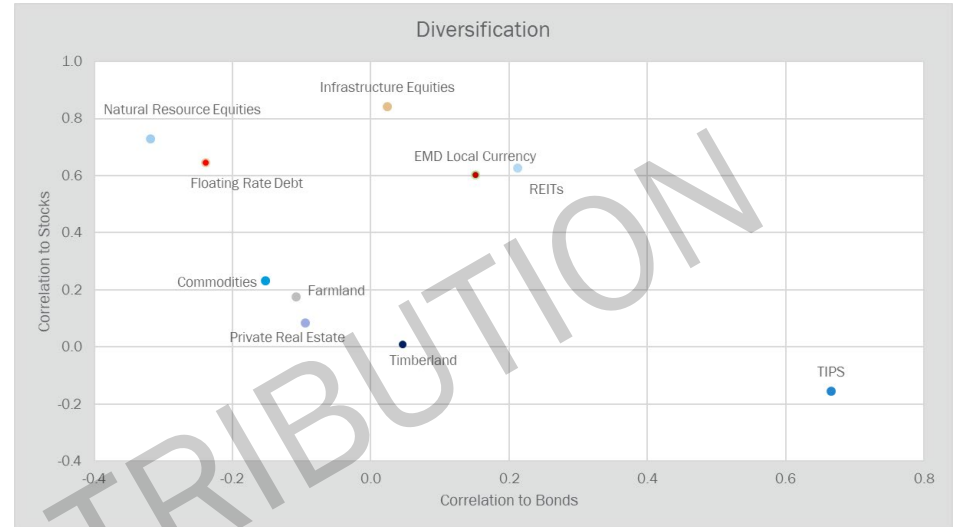 Diversification
1.0
0.8
0.6
0.4
0.2
0.0
-0.2
-0.4
Correlation to Stocks
Infrastructure Equities
Natural Resource Equities
EMD Local Currency
Floating Rate Debt
REITs
Commodities
Farmland
Private Real Estate
Timberland
TIPS
-0.4 -0.2 0.0 0.2 0.4 0.6 0.8
Correlation to Bonds
TRIBUTION